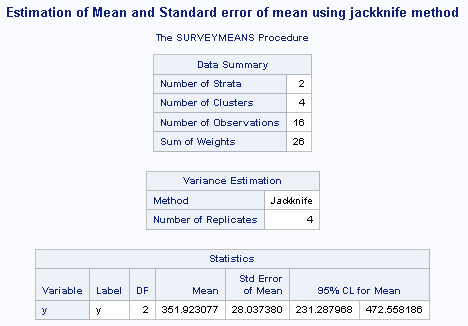 Estimation of Mean and Standard error of mean using jackknife method
The SURVEYMEANS Procedure
Data Summary
Number of Strata 2
Number of Clusters 4
Number of Observations 16
Sum of Weights 26
Variance Estimation
Method Jackknife
Number of Replicates 4
Statistics
Variable Label DF Mean Std Error of Mean 95% CL for Mean
y y 2 351.923077 28.037380 231.287968 472.558186